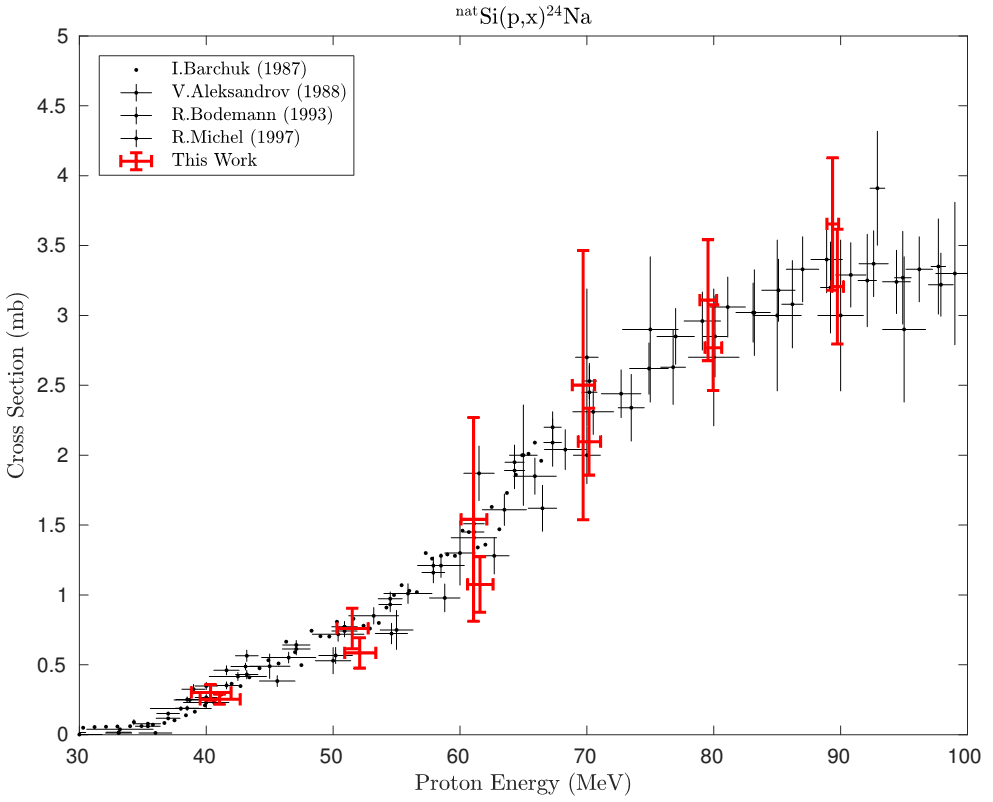 ⁿᵃᵗSi(p,x)²⁴Na
5
4.5
4
3.5
3
2.5
2
1.5
1
0.5
0
Cross Section (mb)
I.Barchuk (1987)
V.Aleksandrov (1988)
R.Bodemann (1993)
R.Michel (1997)
This Work
30 40 50 60 70 80 90 100
Proton Energy (MeV)